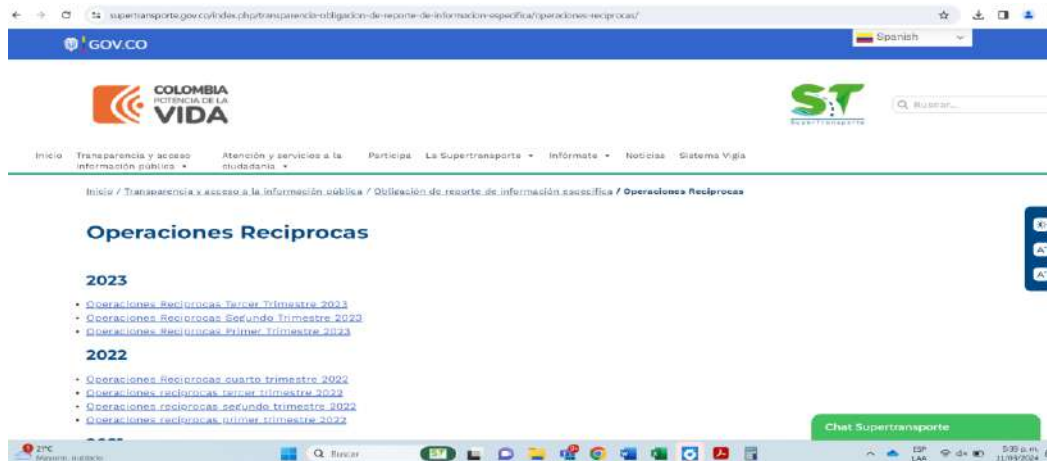 supertransporte.gov.co/index.php/transparencia-obligacion-de-reporte-de-informacion-especifica/operaciones-reciprocas/
GOV.CO
Spanish
COLOMBIA
POTENCIA DE LA
VIDA
ST
SuperTransporte
Buscar...
Inicio Transparencia y acceso información pública Atención y servicios a la ciudadanía Participa La Supertransporte Infórmate Noticias Sistema Vigía
Inicio / Transparencia y acceso a la información pública / Obligación de reporte de información específica / Operaciones Reciprocas
Operaciones Reciprocas
2023
Operaciones Reciprocas Tercer Trimestre 2023
Operaciones Reciprocas Segundo Trimestre 2023
Operaciones Reciprocas Primer Trimestre 2023
2022
Operaciones Reciprocas cuarto trimestre 2022
Operaciones reciprocas tercer trimestre 2022
Operaciones reciprocas segundo trimestre 2022
Operaciones reciprocas primer trimestre 2022
Chat Supertransporte
21°C
Buscar
ESP
LAA
5:39 p. m.
11/03/2024